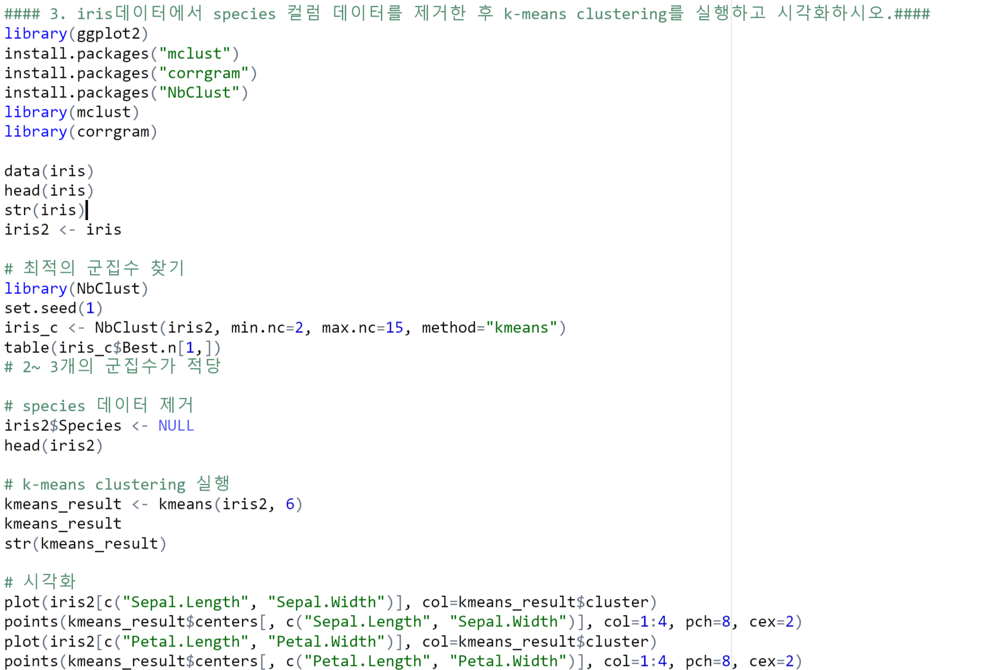 #### 3. iris데이터에서 species 컬럼 데이터를 제거한 후 k-means clustering를 실행하고 시각화하시오.####
library(ggplot2)
install.packages("mclust")
install.packages("corrgram")
install.packages("NbClust")
library(mclust)
library(corrgram)
data(iris)
head(iris)
str(iris)
iris2 <- iris
# 최적의 군집수 찾기
library(NbClust)
set.seed(1)
iris_c <- NbClust(iris2, min.nc=2, max.nc=15, method="kmeans")
table(iris_c$Best.n[1,])
# 2~ 3개의 군집수가 적당
# species 데이터 제거
iris2$Species <- NULL
head(iris2)
# k-means clustering 실행
kmeans_result <- kmeans(iris2, 6)
kmeans_result
str(kmeans_result)
# 시각화
plot(iris2[c("Sepal.Length", "Sepal.Width")], col=kmeans_result$cluster)
points(kmeans_result$centers[, c("Sepal.Length", "Sepal.Width")], col=1:4, pch=8, cex=2)
plot(iris2[c("Petal.Length", "Petal.Width")], col=kmeans_result$cluster)
points(kmeans_result$centers[, c("Petal.Length", "Petal.Width")], col=1:4, pch=8, cex=2)